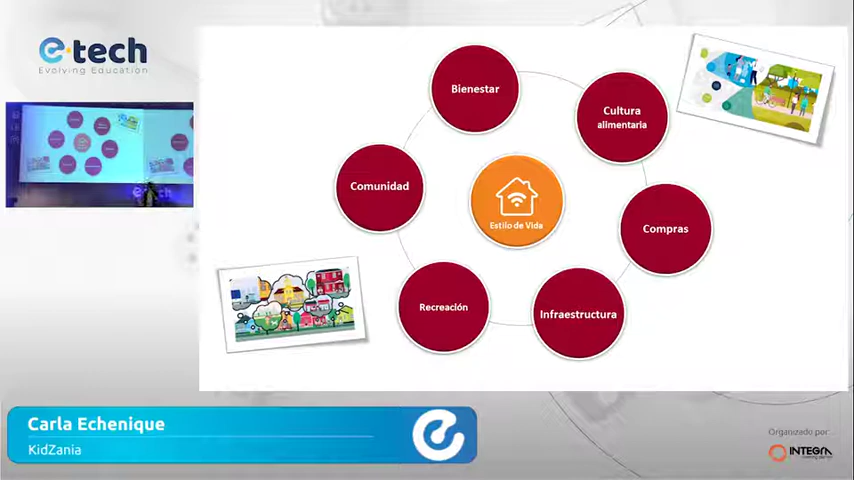 e·tech
Evolving Education
Bienestar
Cultura
alimentaria
Comunidad
Estilo de Vida
Compras
Recreación
Infraestructura
Carla Echenique
KidZania
Organizado por:
INTEGRA